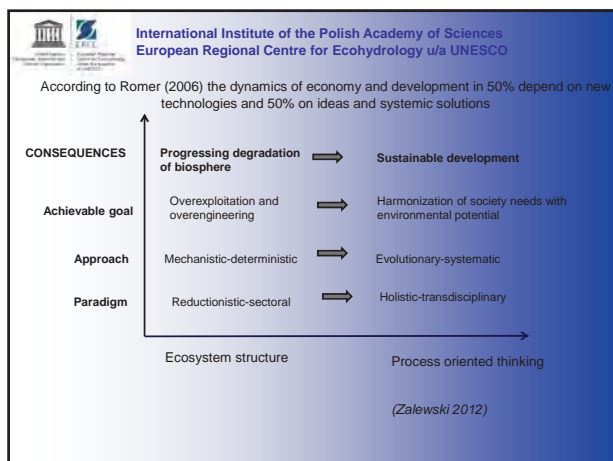 International Institute of the Polish Academy of Sciences
European Regional Centre for Ecohydrology u/a UNESCO
According to Romer (2006) the dynamics of economy and development in 50% depend on new
technologies and 50% on ideas and systemic solutions
CONSEQUENCES
Progressing degradation
of biosphere
Sustainable development
Achievable goal
Overexploitation and
overengineering
Harmonization of society needs with
environmental potential
Approach
Mechanistic-deterministic
Evolutionary-systematic
Paradigm
Reductionistic-sectoral
Holistic-transdisciplinary
Ecosystem structure
Process oriented thinking
(Zalewski 2012)